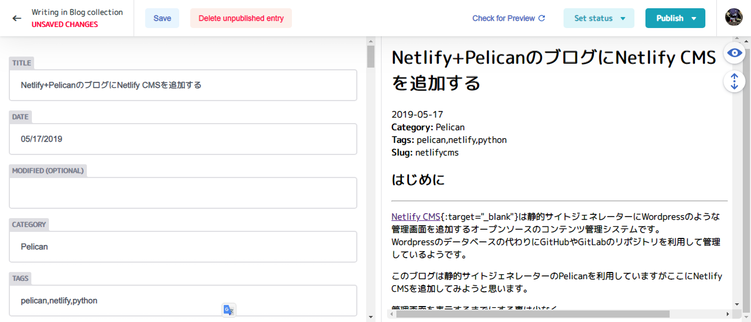 Writing in Blog collection
UNSAVED CHANGES
Save
Delete unpublished entry
Check for Preview
Set status
Publish
TITLE
Netlify+PelicanのブログにNetlify CMSを追加する
DATE
05/17/2019
MODIFIED (OPTIONAL)
CATEGORY
Pelican
TAGS
pelican,netlify,python
Netlify+PelicanのブログにNetlify CMS
を追加する
2019-05-17
Category: Pelican
Tags: pelican,netlify,python
Slug: netlifycms
はじめに
Netlify CMS{:target="_blank"}は静的サイトジェネレーターにWordpressのような
管理画面を追加するオープンソースのコンテンツ管理システムです。
Wordpressのデータベースの代わりにGitHubやGitLabのリポジトリを利用して管理
しているようです。
このブログは静的サイトジェネレーターのPelicanを利用していますがここにNetlify
CMSを追加してみようと思います。